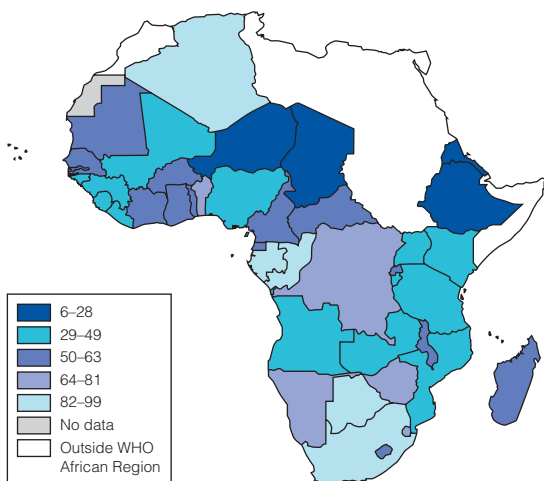 6–28
29–49
50–63
64–81
82–99
No data
Outside WHO
African Region